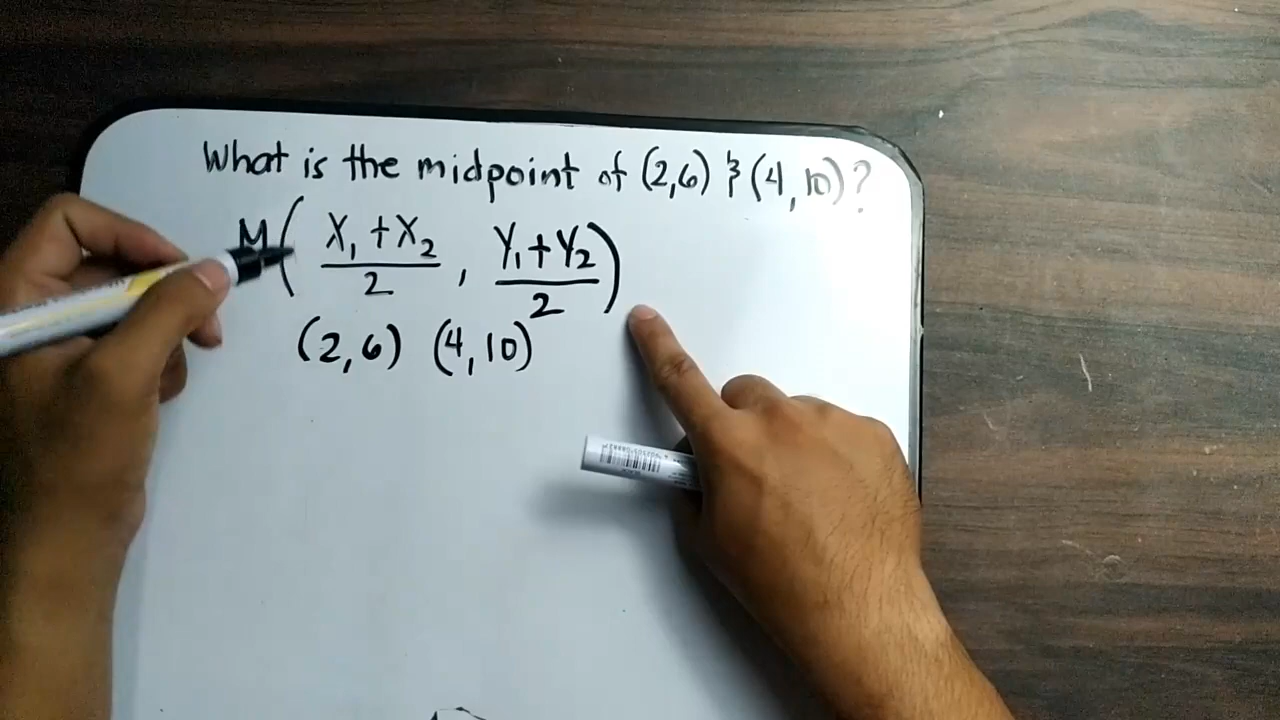 What is the midpoint of (2,6) & (4,10)?
M( X₁+X₂/2 , Y₁+Y₂/2 )
(2,6) (4,10)